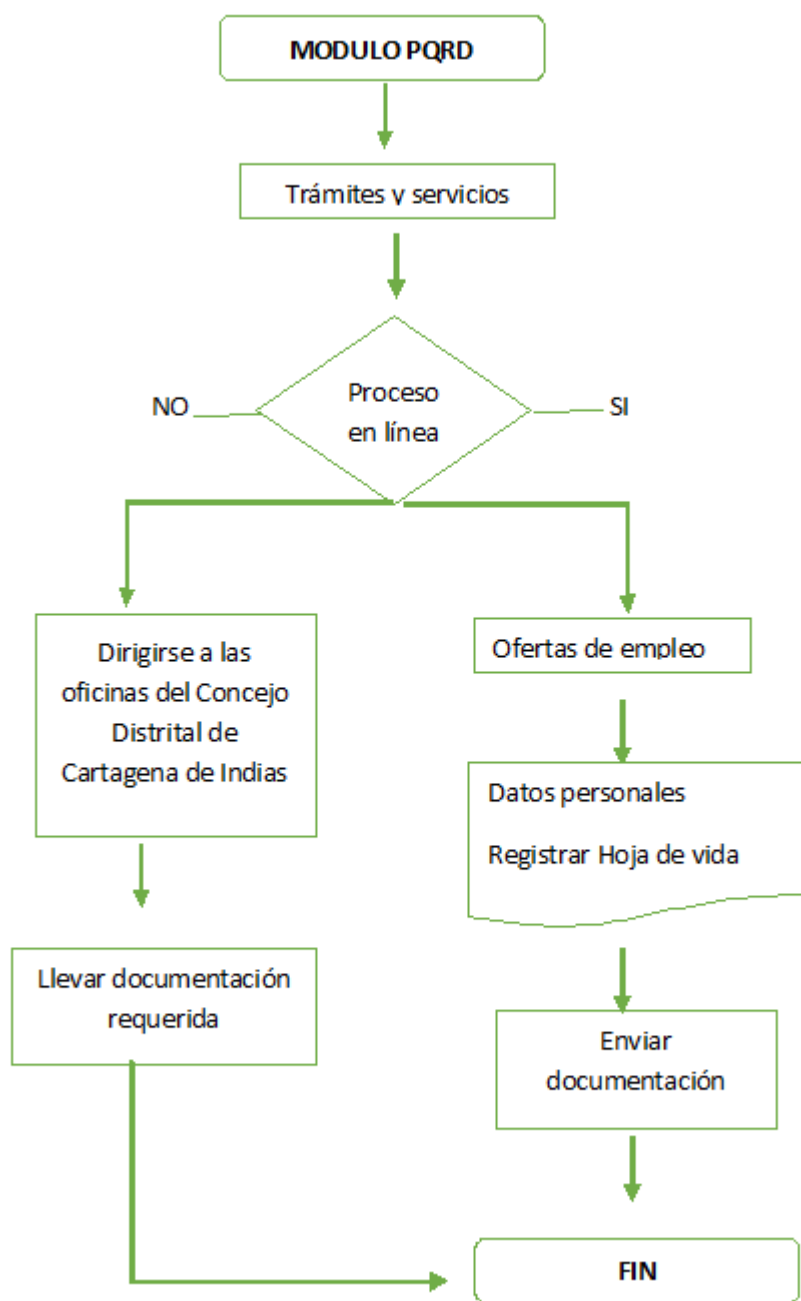 MODULO PQRD
Trámites y servicios
Proceso
en línea
NO
SI
Dirigirse a las
oficinas del Concejo
Distrital de
Cartagena de Indias
Llevar documentación
requerida
Ofertas de empleo
Datos personales
Registrar Hoja de vida
Enviar
documentación
FIN